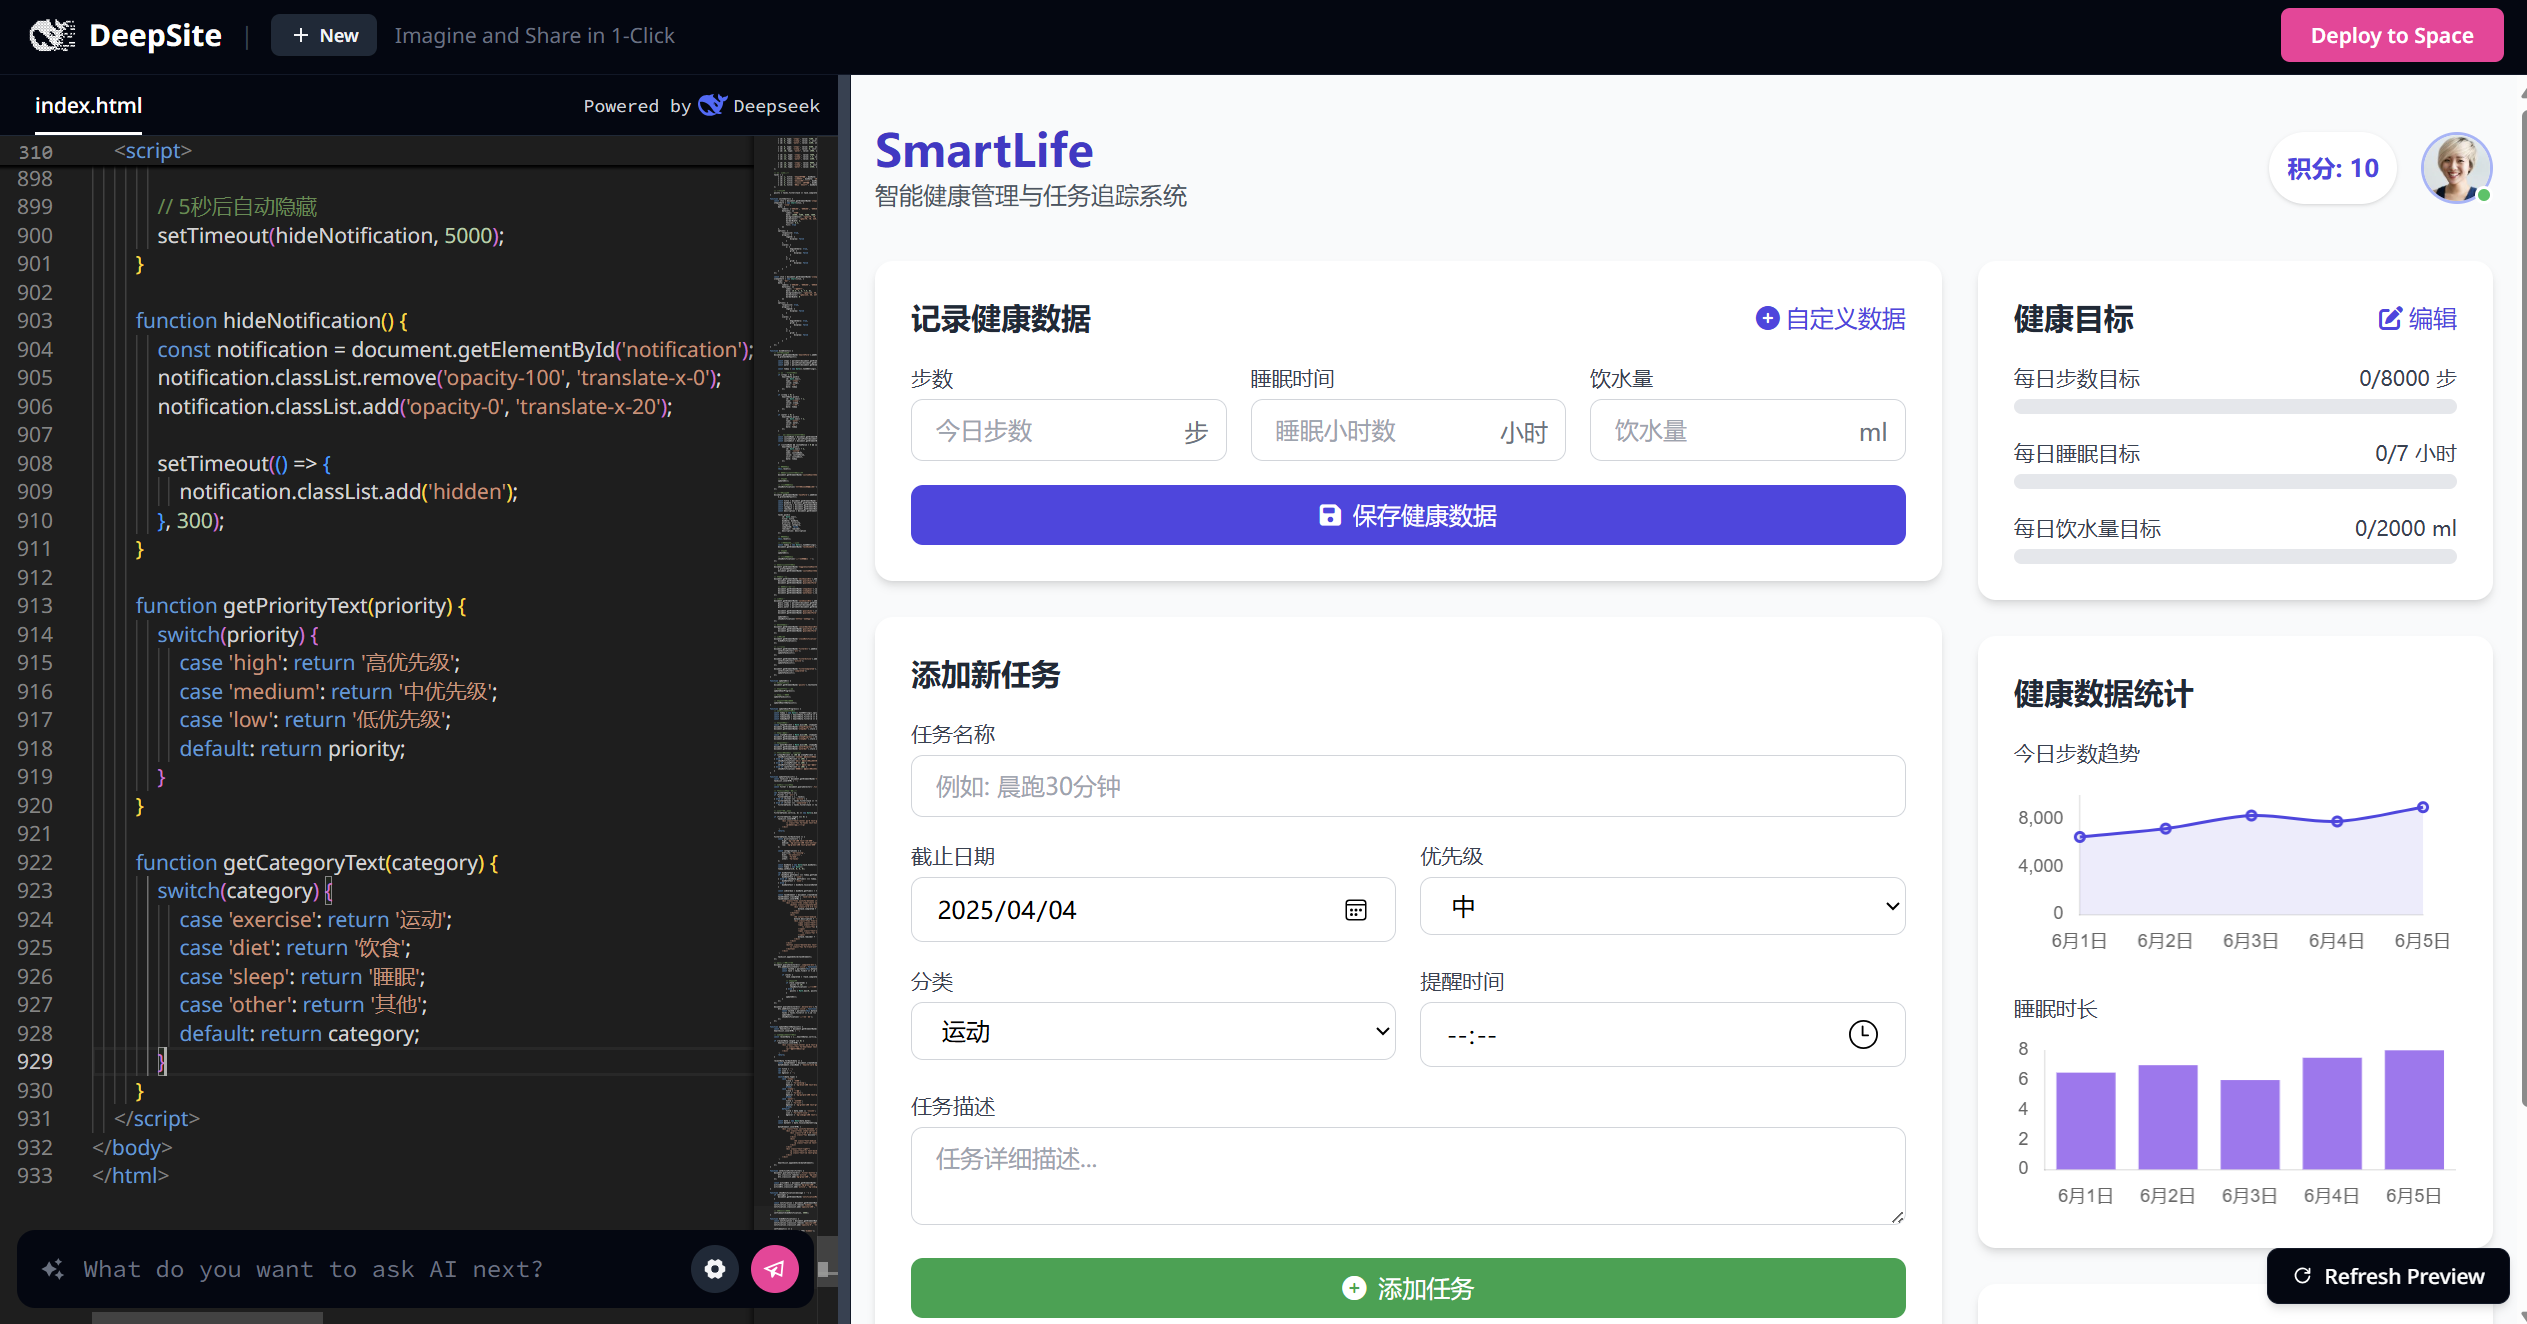 DeepSite
+ New
Imagine and Share in 1-Click
Deploy to Space
index.html
Powered by Deepseek
310 <script>
898
899 // 5秒后自动隐藏
900 setTimeout(hideNotification, 5000);
901 }
902
903 function hideNotification() {
904 const notification = document.getElementById('notification');
905 notification.classList.remove('opacity-100', 'translate-x-0');
906 notification.classList.add('opacity-0', 'translate-x-20');
907
908 setTimeout(() => {
909 notification.classList.add('hidden');
910 }, 300);
911 }
912
913 function getPriorityText(priority) {
914 switch(priority) {
915 case 'high': return '高优先级';
916 case 'medium': return '中优先级';
917 case 'low': return '低优先级';
918 default: return priority;
919 }
920 }
921
922 function getCategoryText(category) {
923 switch(category) {
924 case 'exercise': return '运动';
925 case 'diet': return '饮食';
926 case 'sleep': return '睡眠';
927 case 'other': return '其他';
928 default: return category;
929 }
930 }
931 </script>
932 </body>
933 </html>
What do you want to ask AI next?
SmartLife
智能健康管理与任务追踪系统
积分: 10
记录健康数据
自定义数据
步数
睡眠时间
饮水量
今日步数 步
睡眠小时数 小时
饮水量 ml
保存健康数据
添加新任务
任务名称
例如: 晨跑30分钟
截止日期
优先级
2025/04/04
中
分类
提醒时间
运动
--:--
任务描述
任务详细描述...
添加任务
健康目标
编辑
每日步数目标 0/8000 步
每日睡眠目标 0/7 小时
每日饮水量目标 0/2000 ml
健康数据统计
今日步数趋势
8,000
4,000
0
6月1日 6月2日 6月3日 6月4日 6月5日
睡眠时长
8
6
4
2
0
6月1日 6月2日 6月3日 6月4日 6月5日
Refresh Preview